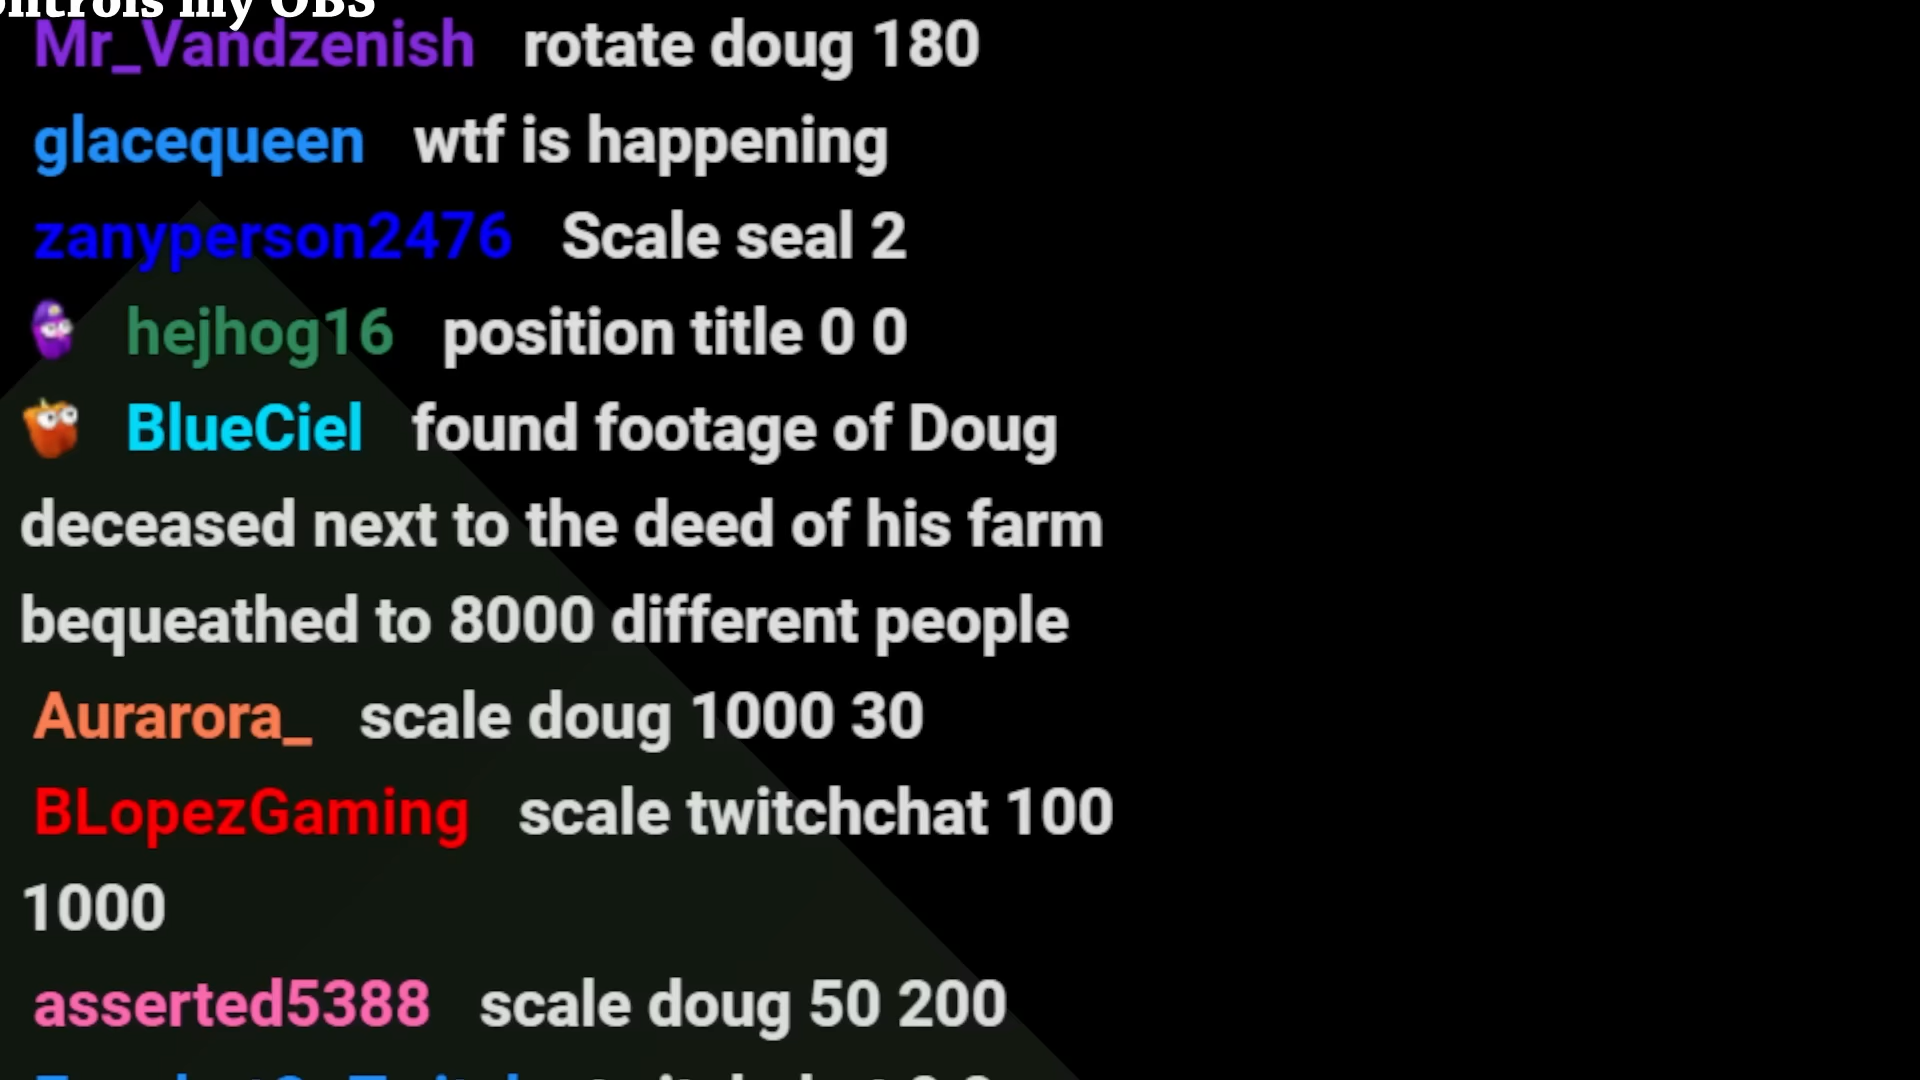 my OBS
Mr_Vandzenish rotate doug 180
glacequeen wtf is happening
zanyperson2476 Scale seal 2
hejhog16 position title 0 0
BlueCiel found footage of Doug
deceased next to the deed of his farm
bequeathed to 8000 different people
Aurarora_ scale doug 1000 30
BLopezGaming scale twitchchat 100
1000
asserted5388 scale doug 50 200